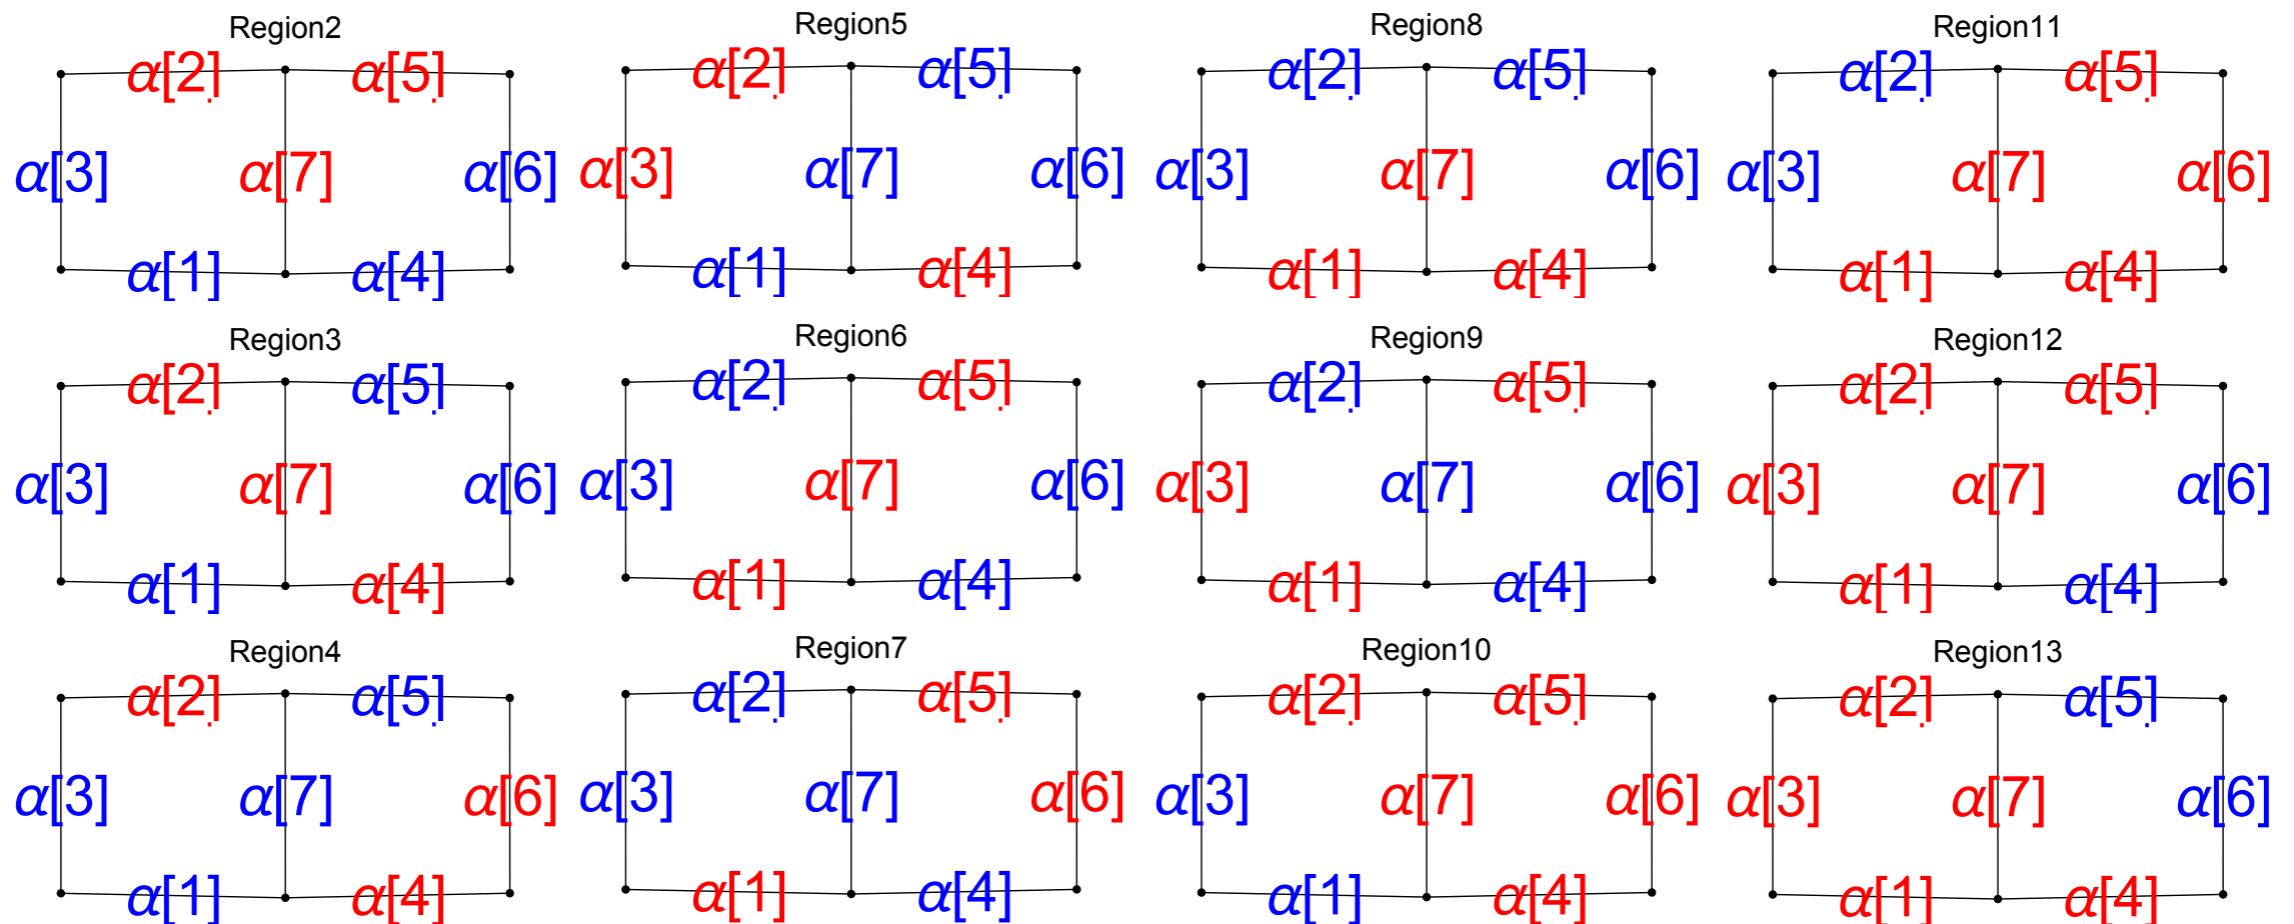 Region2
α[2] α[5]
α[3] α[7] α[6]
α[1] α[4]
Region5
α[2] α[5]
α[3] α[7] α[6]
α[1] α[4]
Region8
α[2] α[5]
α[3] α[7] α[6]
α[1] α[4]
Region11
α[2] α[5]
α[3] α[7] α[6]
α[1] α[4]
Region3
α[2] α[5]
α[3] α[7] α[6]
α[1] α[4]
Region6
α[2] α[5]
α[3] α[7] α[6]
α[1] α[4]
Region9
α[2] α[5]
α[3] α[7] α[6]
α[1] α[4]
Region12
α[2] α[5]
α[3] α[7] α[6]
α[1] α[4]
Region4
α[2] α[5]
α[3] α[7] α[6]
α[1] α[4]
Region7
α[2] α[5]
α[3] α[7] α[6]
α[1] α[4]
Region10
α[2] α[5]
α[3] α[7] α[6]
α[1] α[4]
Region13
α[2] α[5]
α[3] α[7] α[6]
α[1] α[4]